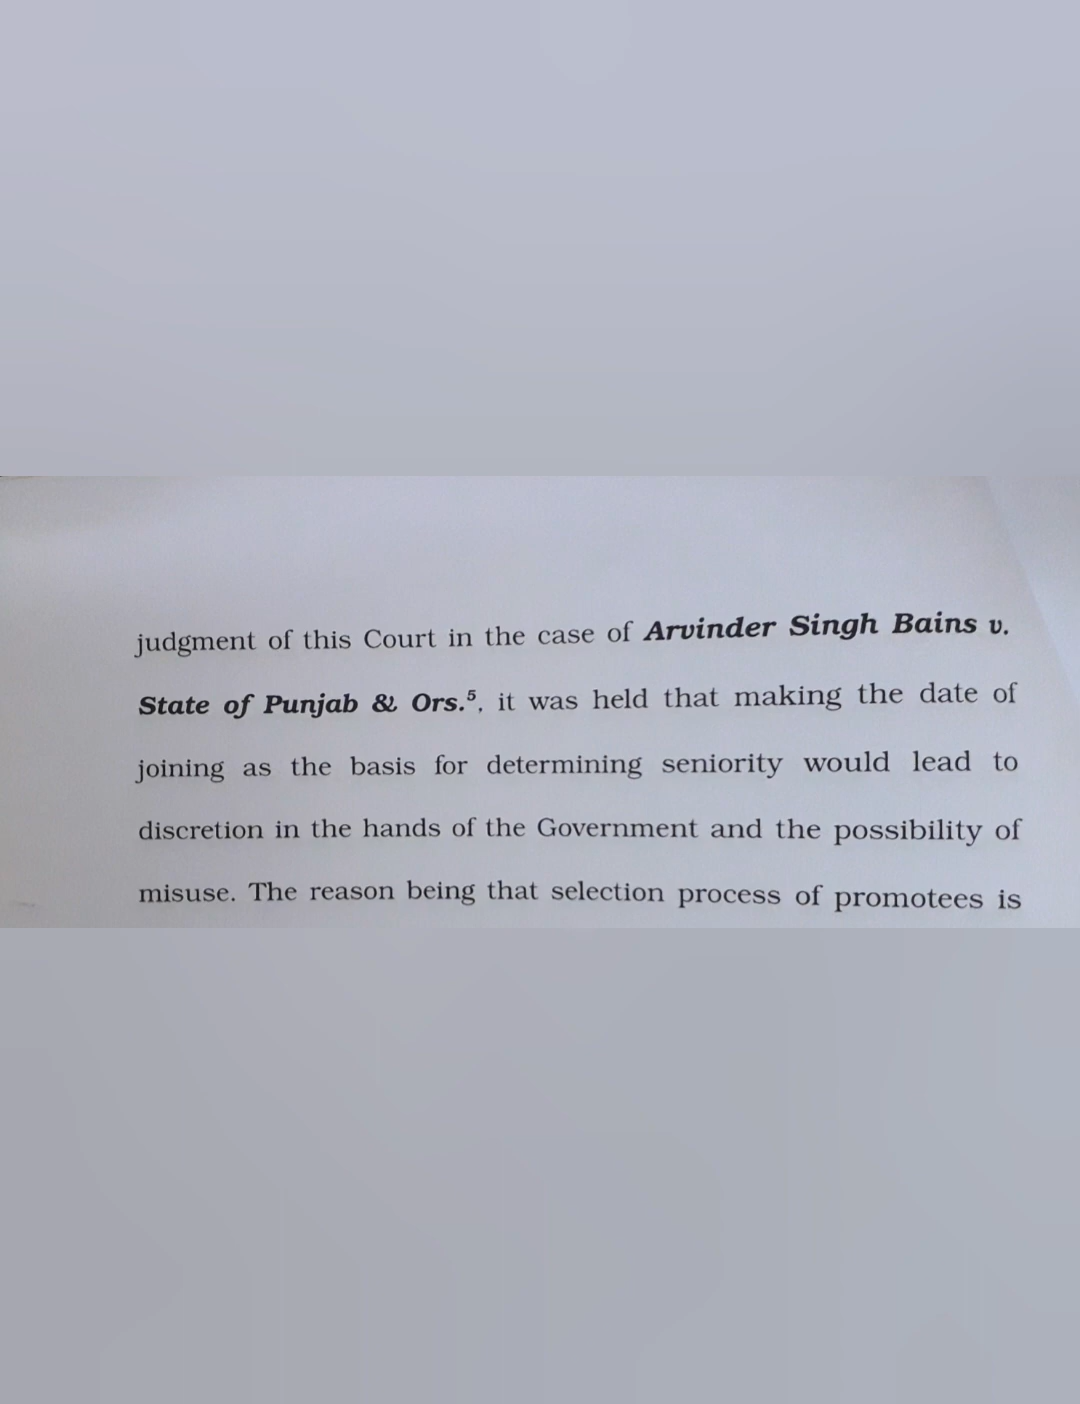 judgment of this Court in the case of Arvinder Singh Bains v.
State of Punjab & Ors.⁵, it was held that making the date of
joining as the basis for determining seniority would lead to
discretion in the hands of the Government and the possibility of
misuse. The reason being that selection process of promotees is